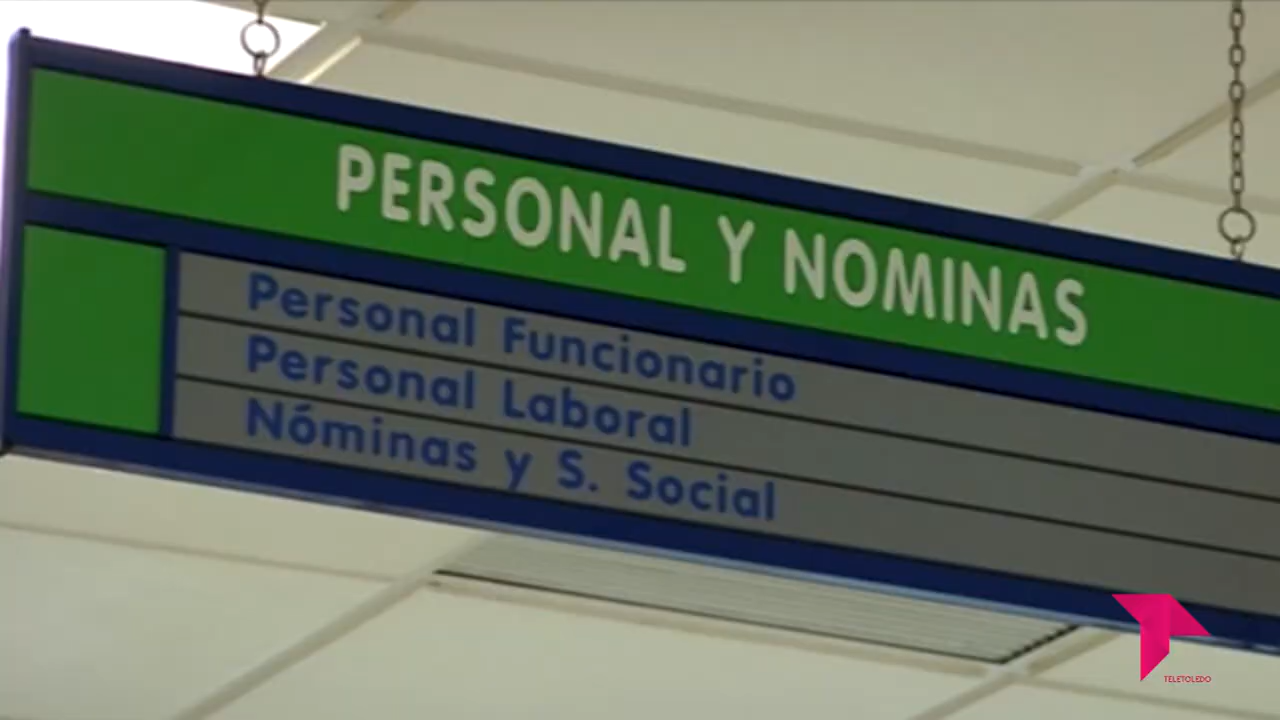 PERSONAL Y NOMINAS
Personal Funcionario
Personal Laboral
Nóminas y S. Social
TELETOLEDO